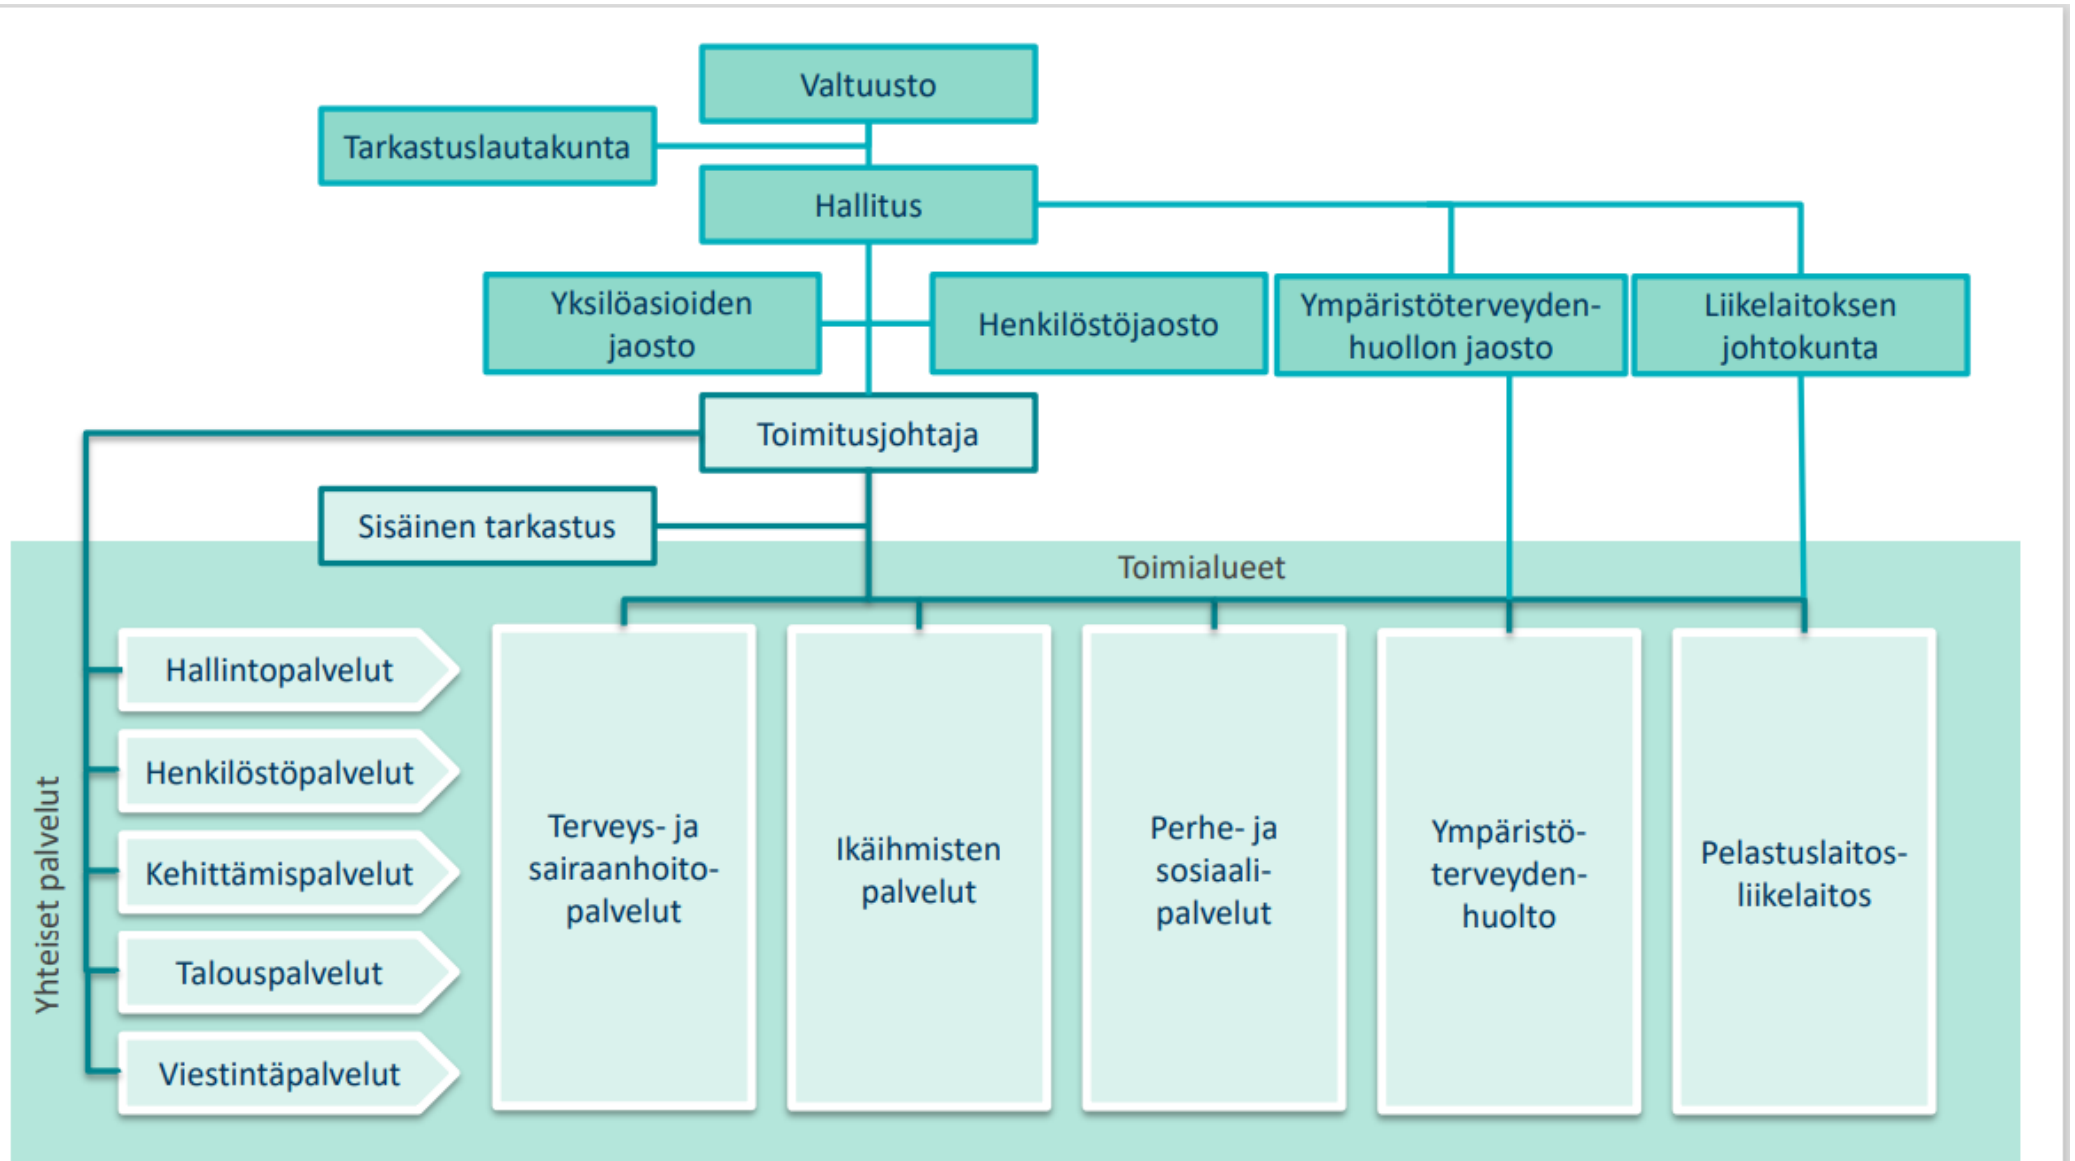 Valtuusto
Tarkastuslautakunta
Hallitus
Yksilöasioiden
jaosto
Henkilöstöjaosto
Ympäristöterveyden-
huollon jaosto
Liikelaitoksen
johtokunta
Toimitusjohtaja
Sisäinen tarkastus
Toimialueet
Yhteiset palvelut
Hallintopalvelut
Henkilöstöpalvelut
Kehittämispalvelut
Talouspalvelut
Viestintäpalvelut
Terveys- ja
sairaanhoito-
palvelut
Ikäihmisten
palvelut
Perhe- ja
sosiaali-
palvelut
Ympäristö-
terveyden-
huolto
Pelastuslaitos-
liikelaitos